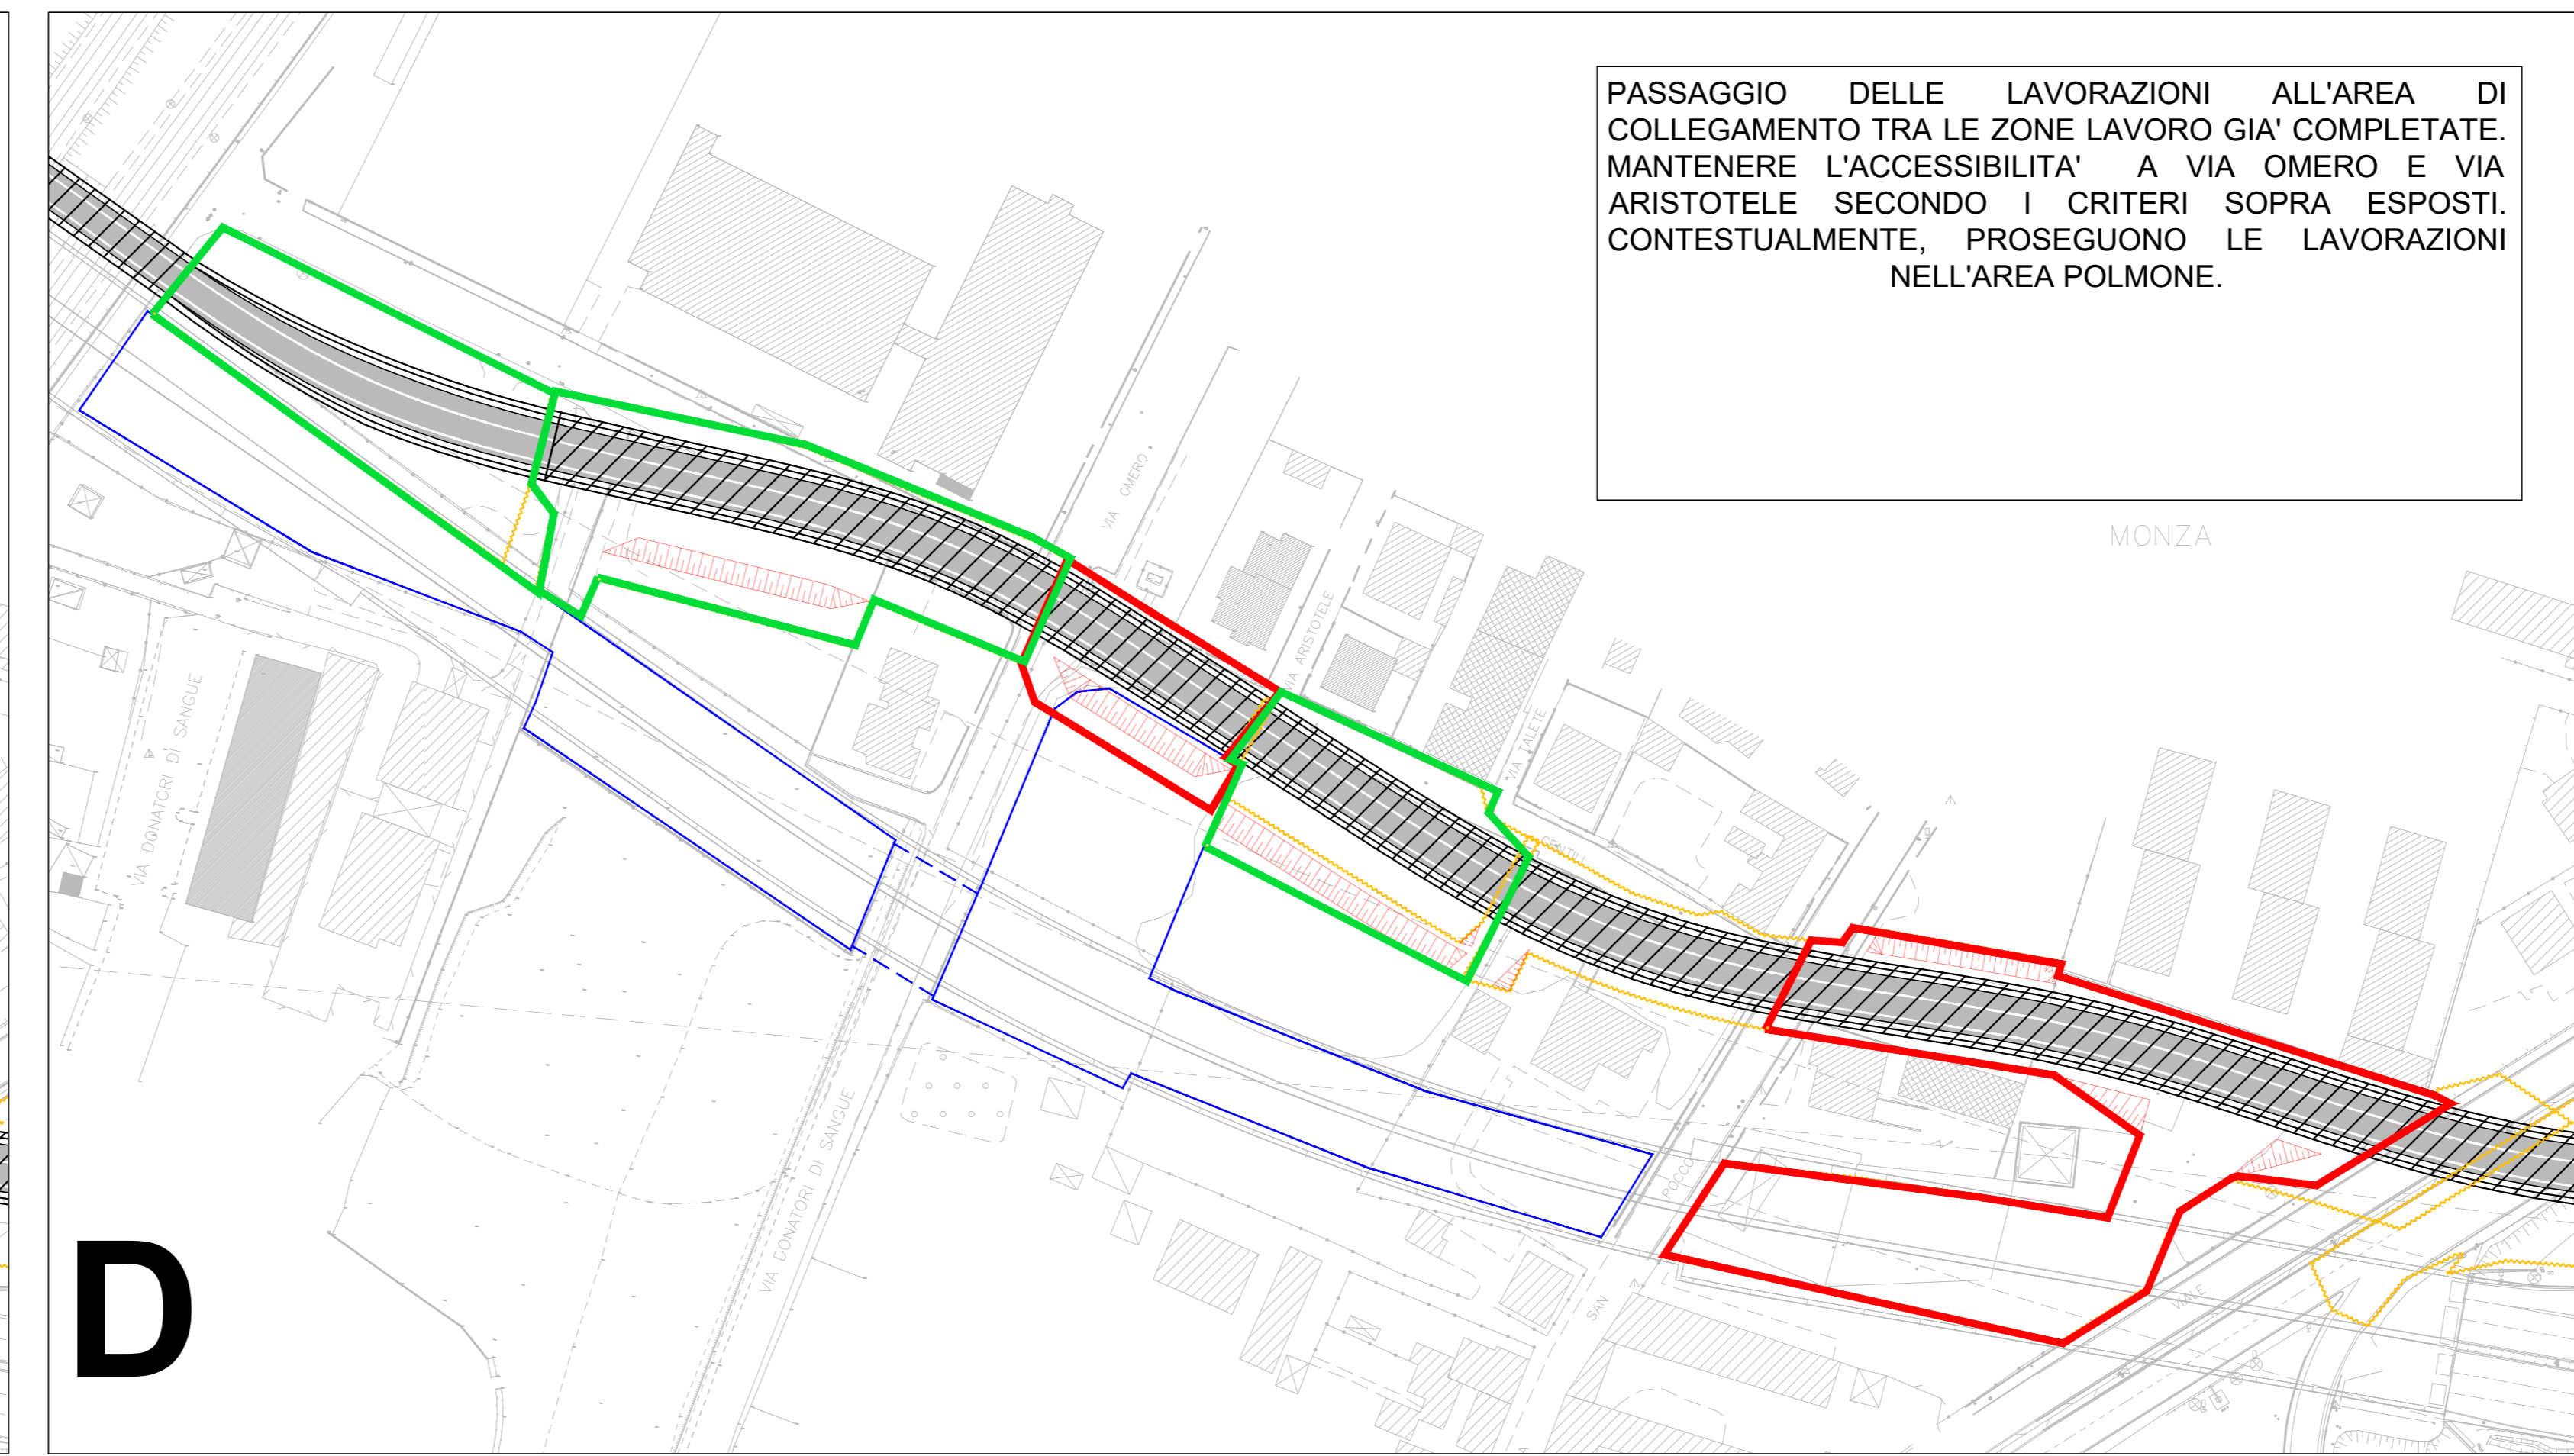 PASSAGGIO DELLE LAVORAZIONI ALL'AREA DI
COLLEGAMENTO TRA LE ZONE LAVORO GIA' COMPLETATE.
MANTENERE L'ACCESSIBILITA' A VIA OMERO E VIA
ARISTOTELE SECONDO I CRITERI SOPRA ESPOSTI.
CONTESTUALMENTE, PROSEGUONO LE LAVORAZIONI
NELL'AREA POLMONE.
MONZA
VIA OMERO
VIA ARISTOTELE
VIA TALETE
GENTILI
VIA DONATORI DI SANGUE
VIA DONATORI DI SANGUE
ROCCO
SAN
VIALE
D